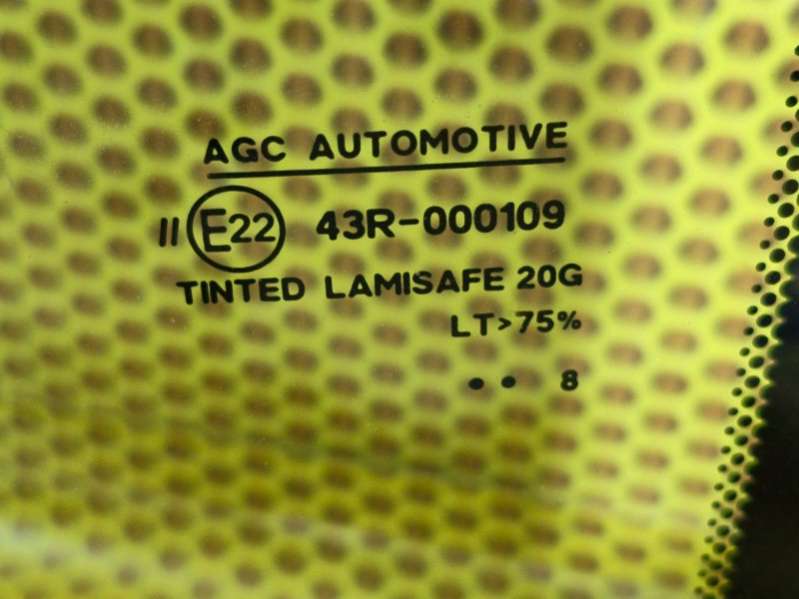 AGC AUTOMOTIVE
II E22 43R-000109
TINTED LAMISAFE 20G
LT>75%
•• 8